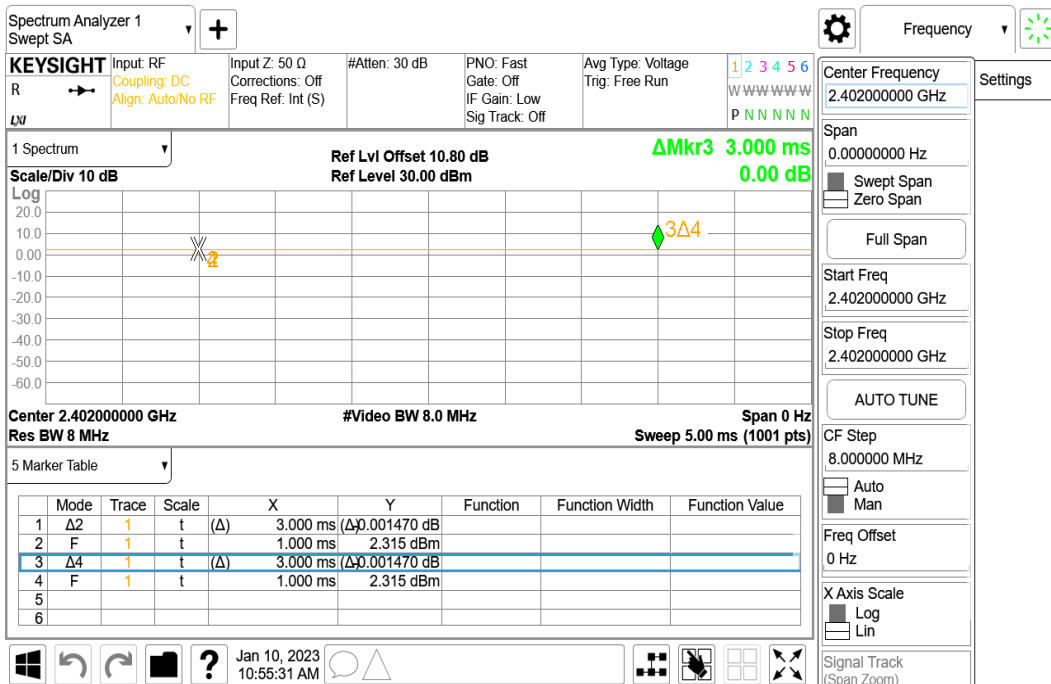 Spectrum Analyzer 1
Swept SA
Frequency
KEYSIGHT
R
LXI
Input: RF
Coupling: DC
Align: Auto/No RF
Input Z: 50 Ω
Corrections: Off
Freq Ref: Int (S)
#Atten: 30 dB
PNO: Fast
Gate: Off
IF Gain: Low
Sig Track: Off
Avg Type: Voltage
Trig: Free Run
1 2 3 4 5 6
W W W W W W
P N N N N N
1 Spectrum
Scale/Div 10 dB
Ref Lvl Offset 10.80 dB
Ref Level 30.00 dBm
ΔMkr3 3.000 ms
0.00 dB
Log
20.0
10.0
0.00
-10.0
-20.0
-30.0
-40.0
-50.0
-60.0
3Δ4
Center 2.402000000 GHz
#Video BW 8.0 MHz
Span 0 Hz
Res BW 8 MHz
Sweep 5.00 ms (1001 pts)
5 Marker Table
Mode Trace Scale X Y Function Function Width Function Value
1 Δ2 1 t (Δ) 3.000 ms (Δ) -0.001470 dB
2 F 1 t 1.000 ms 2.315 dBm
3 Δ4 1 t (Δ) 3.000 ms (Δ) -0.001470 dB
4 F 1 t 1.000 ms 2.315 dBm
5
6
?
Jan 10, 2023
10:55:31 AM
Center Frequency
2.402000000 GHz
Span
0.00000000 Hz
Swept Span
Zero Span
Full Span
Start Freq
2.402000000 GHz
Stop Freq
2.402000000 GHz
AUTO TUNE
CF Step
8.000000 MHz
Auto
Man
Freq Offset
0 Hz
X Axis Scale
Log
Lin
Signal Track
(Span Zoom)
Settings